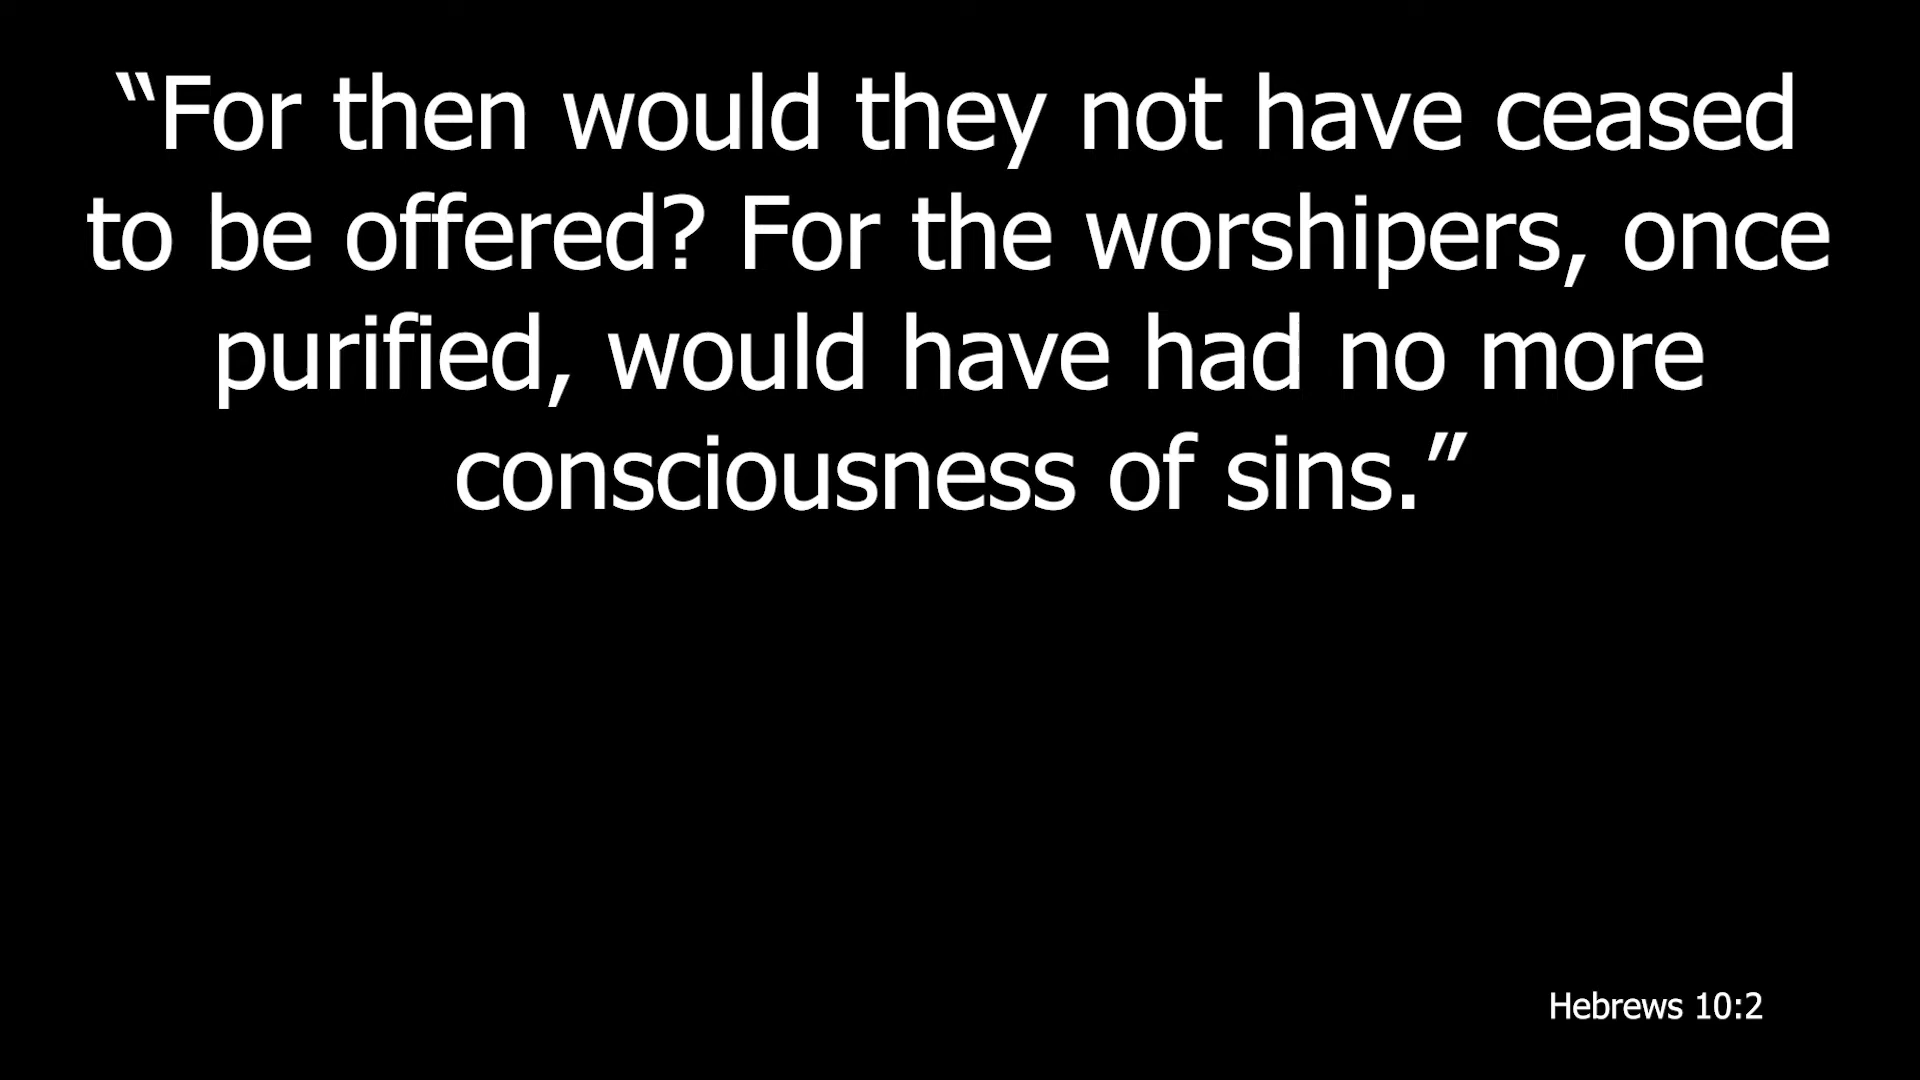 “For then would they not have ceased
to be offered? For the worshipers, once
purified, would have had no more
consciousness of sins.”
Hebrews 10:2